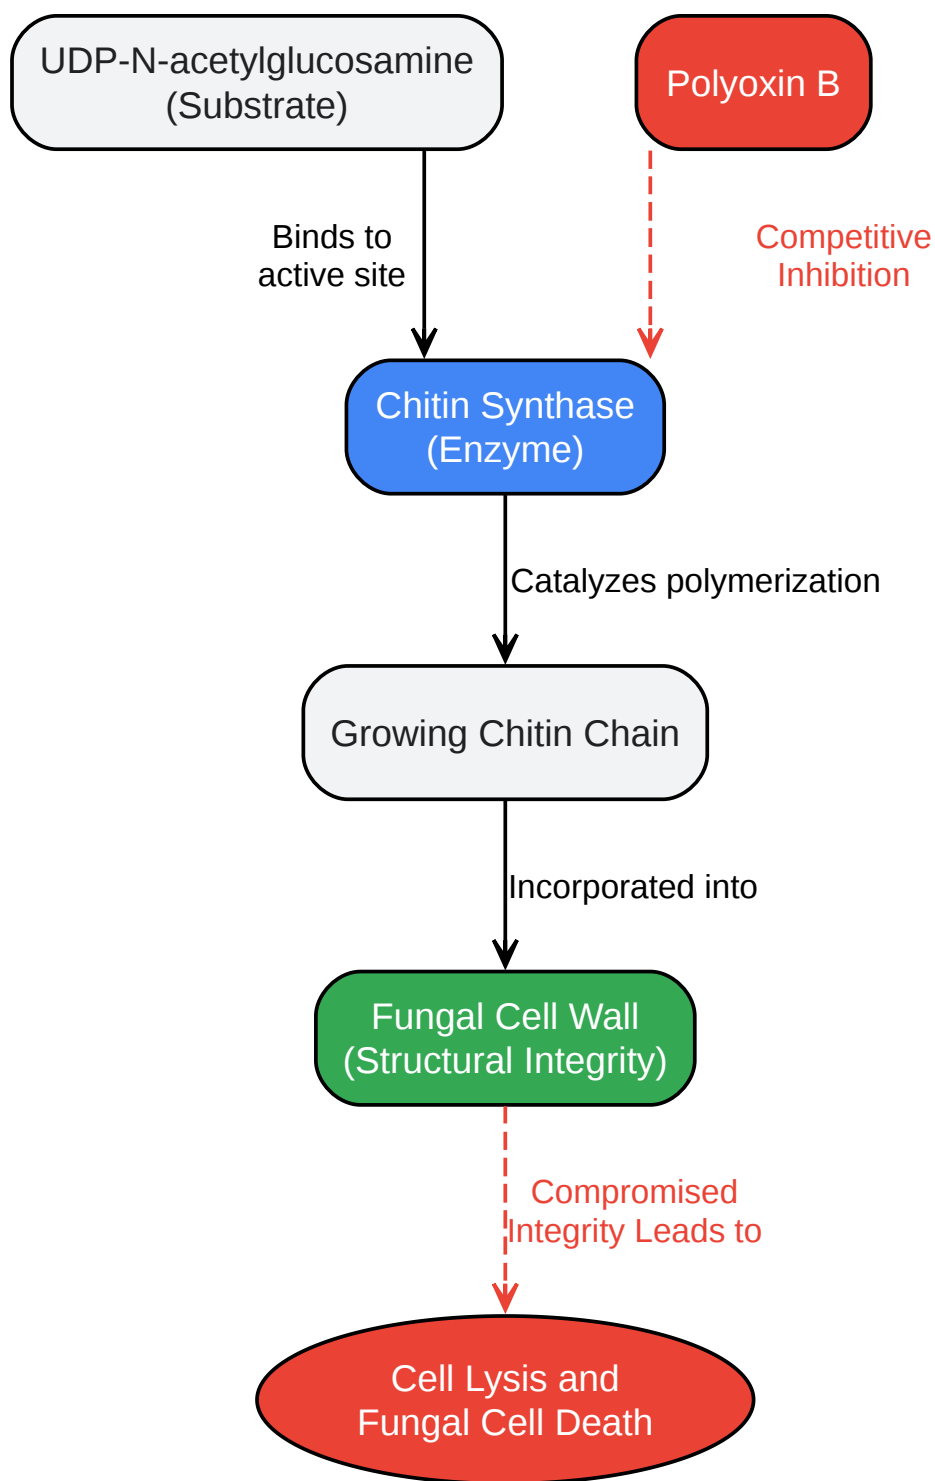 UDP-N-acetylglucosamine
(Substrate)
Polyoxin B
Binds to
active site
Competitive
Inhibition
Chitin Synthase
(Enzyme)
Catalyzes polymerization
Growing Chitin Chain
Incorporated into
Fungal Cell Wall
(Structural Integrity)
Compromised
Integrity Leads to
Cell Lysis and
Fungal Cell Death